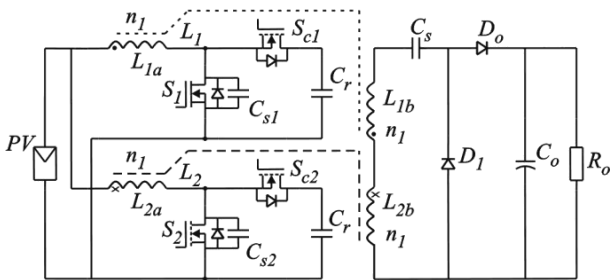 n1 L1 Sc1 Cs Do
L1a
S1 Cs1 Cr L1b
n1
PV n1 L2 Sc2 D1 Co Ro
L2a L2b
S2 Cs2 Cr n1